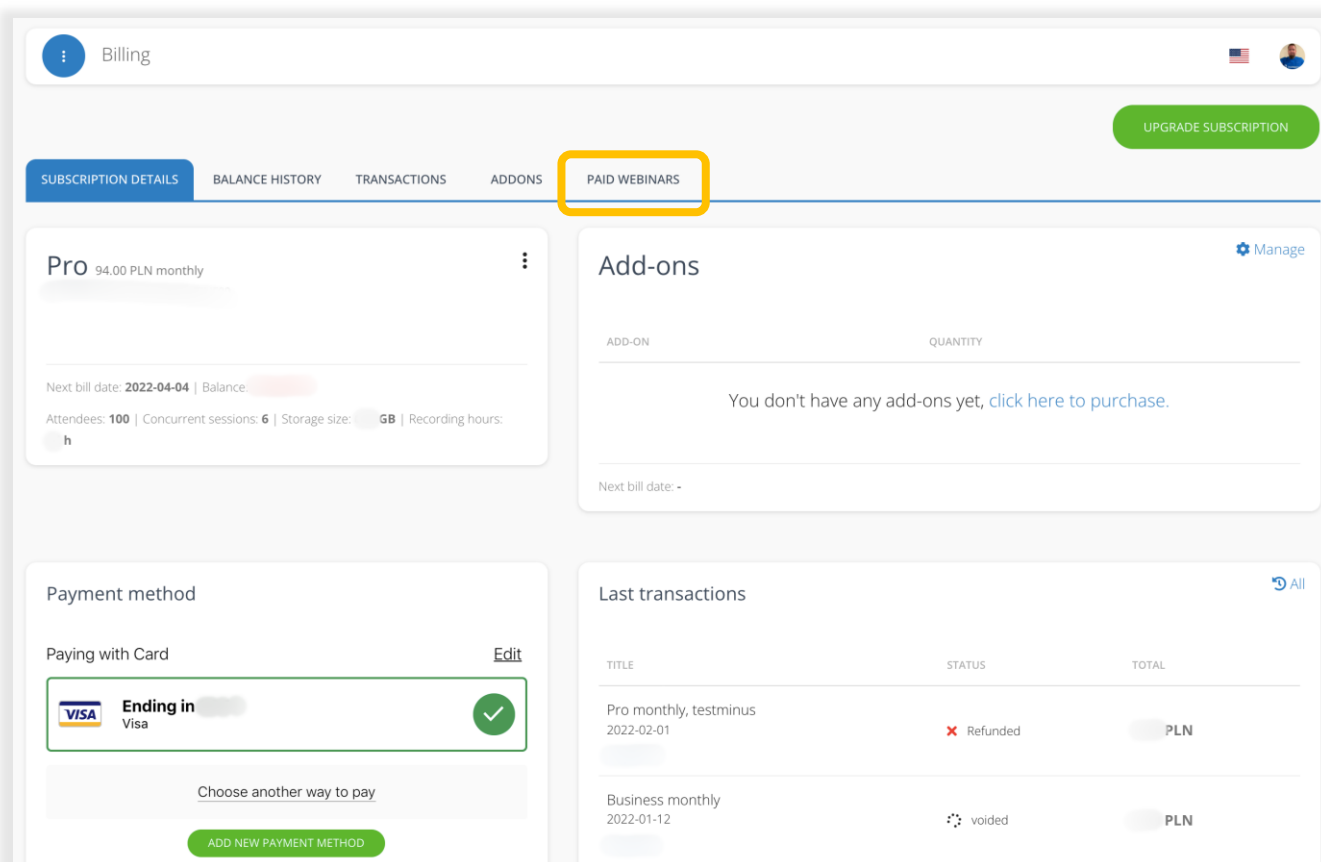 Billing
UPGRADE SUBSCRIPTION
SUBSCRIPTION DETAILS BALANCE HISTORY TRANSACTIONS ADDONS PAID WEBINARS
Pro 94.00 PLN monthly
Next bill date: 2022-04-04 | Balance:
Attendees: 100 | Concurrent sessions: 6 | Storage size: GB | Recording hours:
h
Add-ons
Manage
ADD-ON QUANTITY
You don't have any add-ons yet, click here to purchase.
Next bill date: -
Payment method
Paying with Card Edit
VISA
Ending in
Visa
Choose another way to pay
ADD NEW PAYMENT METHOD
Last transactions
All
TITLE STATUS TOTAL
Pro monthly, testminus
2022-02-01
Refunded
PLN
Business monthly
2022-01-12
voided
PLN